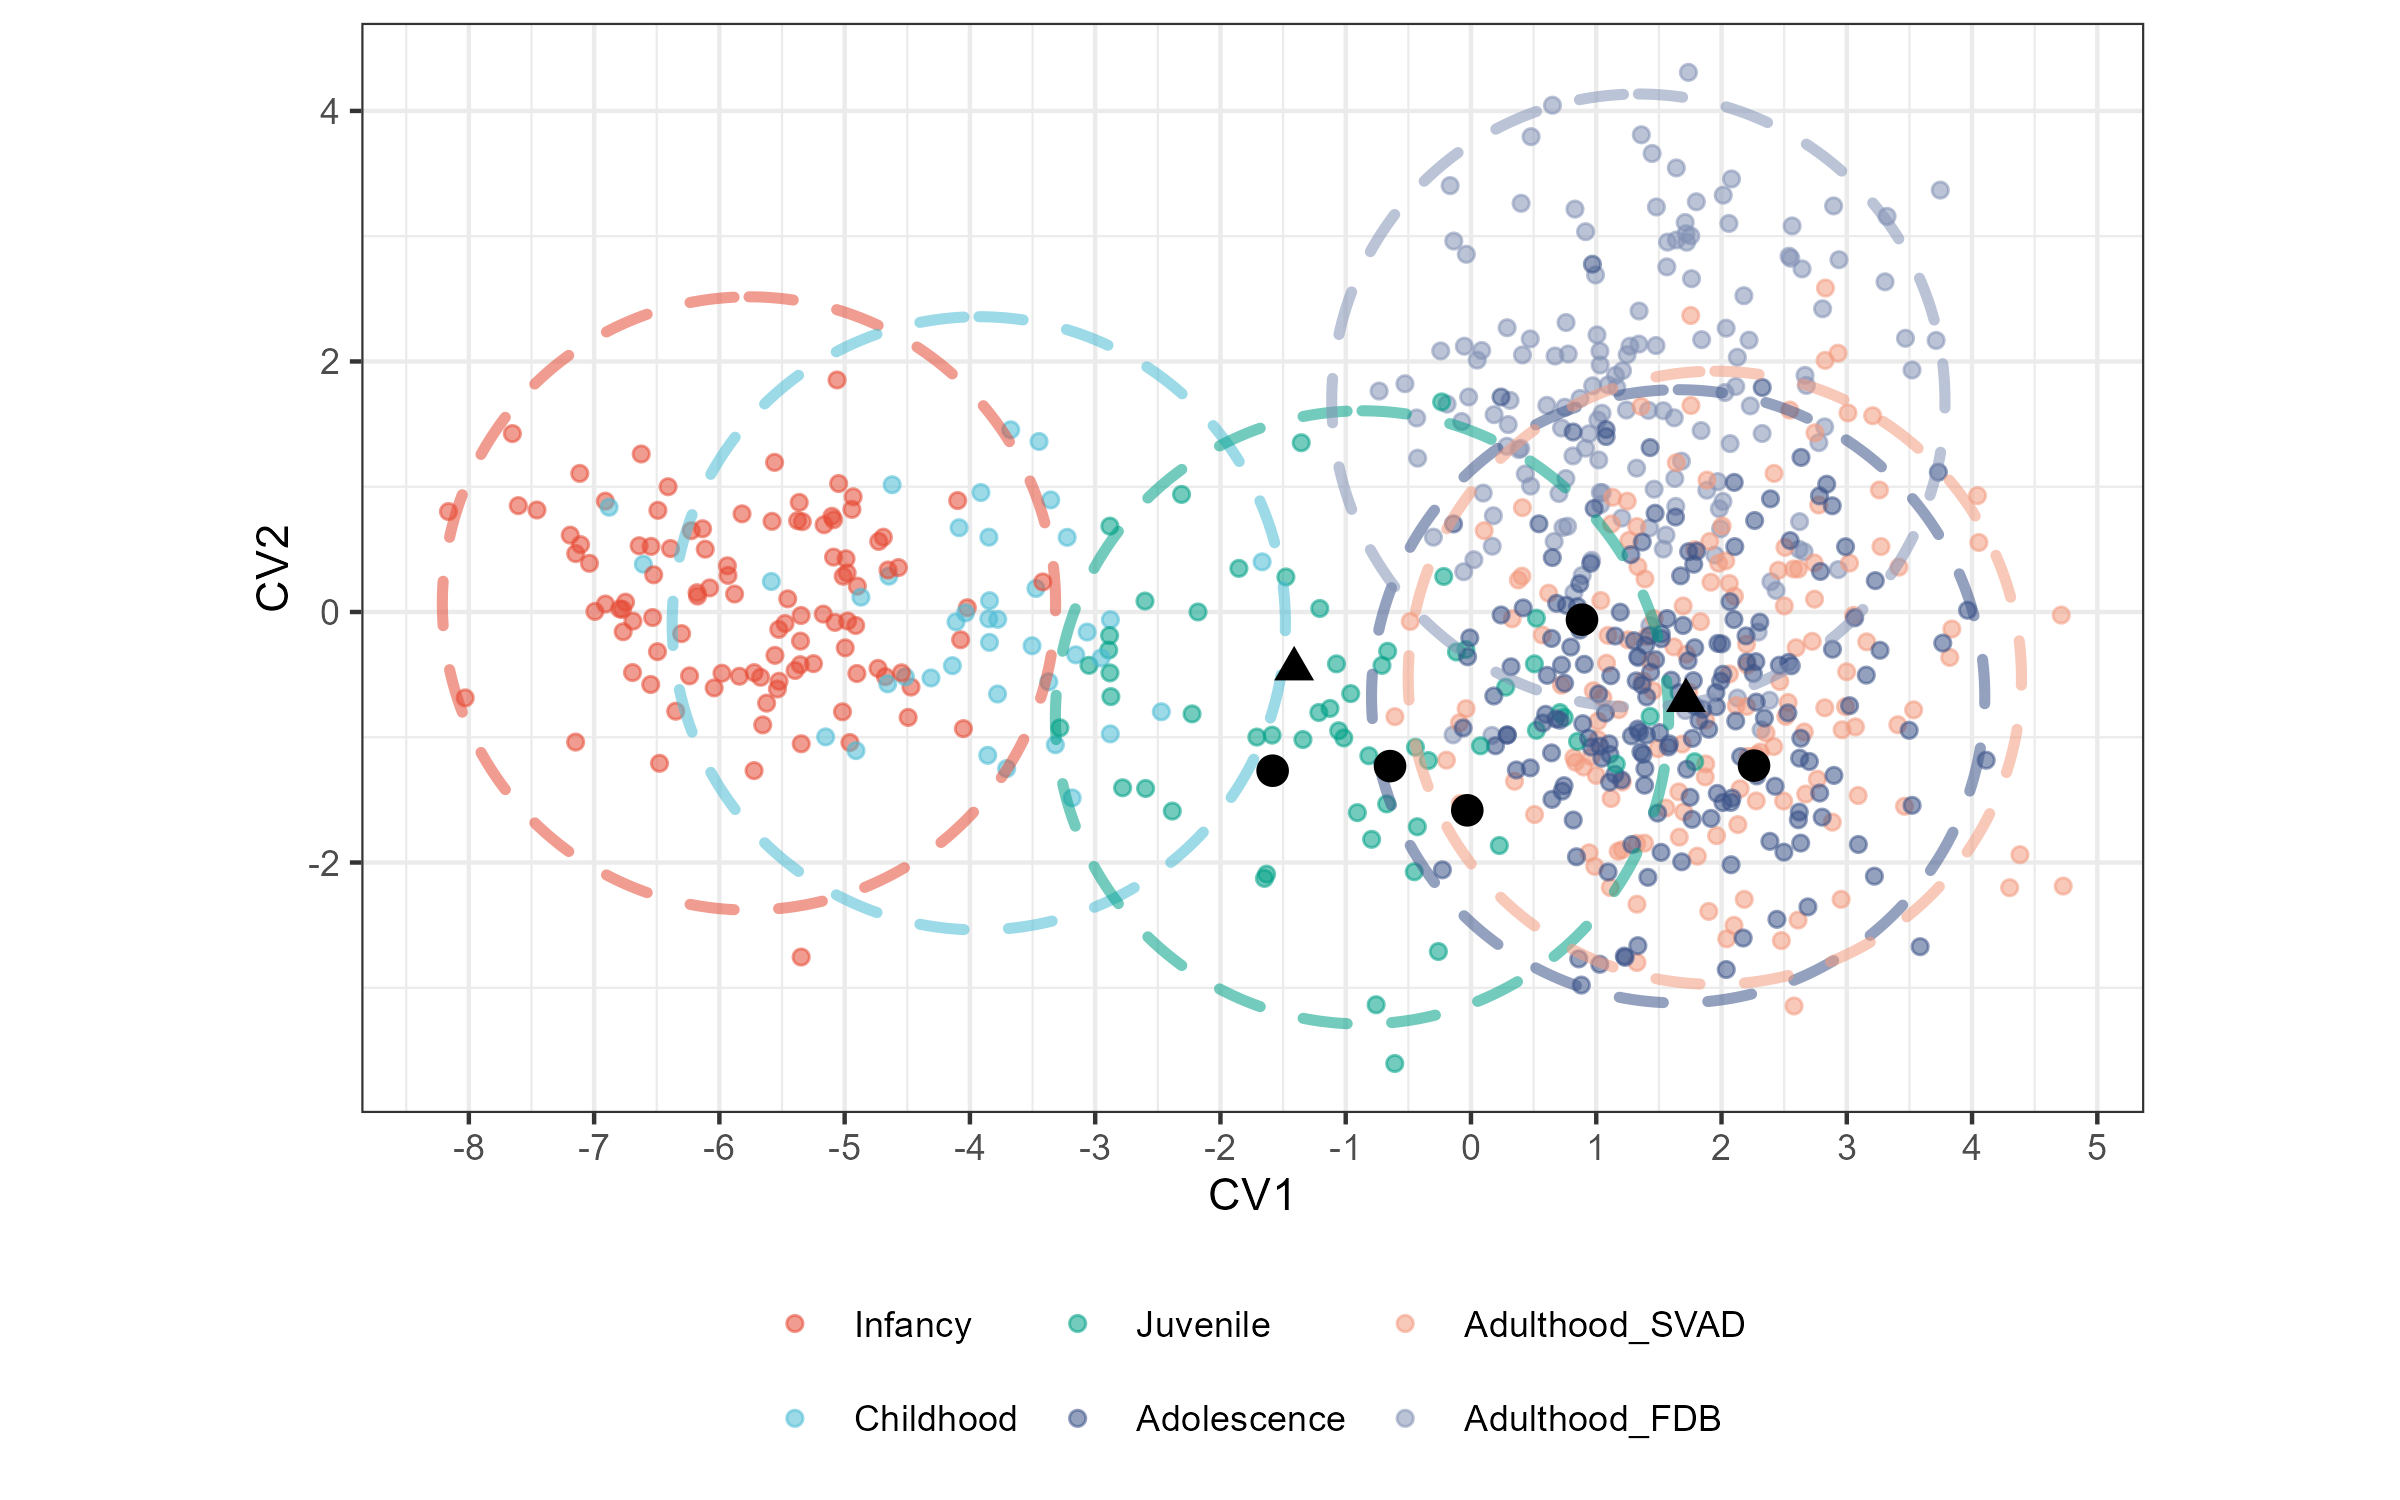 4
2
0
-2
CV2
-8 -7 -6 -5 -4 -3 -2 -1 0 1 2 3 4 5
CV1
Infancy Juvenile Adulthood_SVAD
Childhood Adolescence Adulthood_FDB